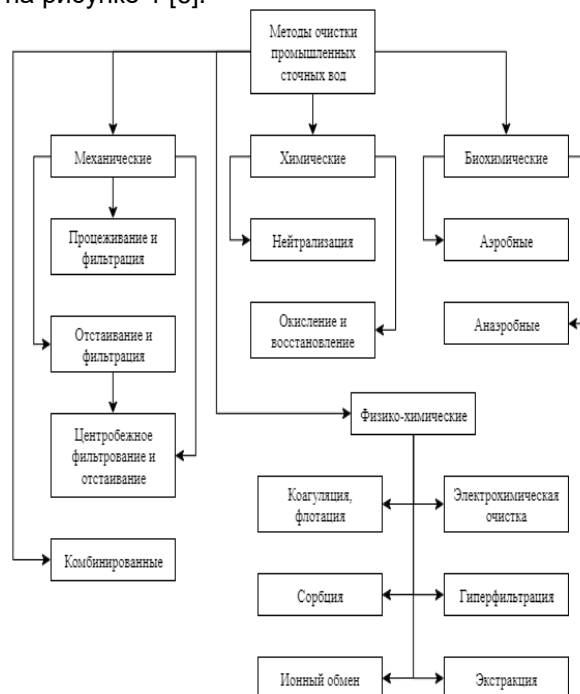 на рисунке 1 [6].
Методы очистки
промышленных
сточных вод
Механические
Химические
Биохимические
Процеживание и
фильтрация
Нейтрализация
Аэробные
Отстаивание и
фильтрация
Окисление и
восстановление
Анаэробные
Центробежное
фильтрование и
отстаивание
Физико-химические
Коагуляция,
флотация
Электрохимическая
очистка
Комбинированные
Сорбция
Гиперфильтрация
Ионный обмен
Экстракция